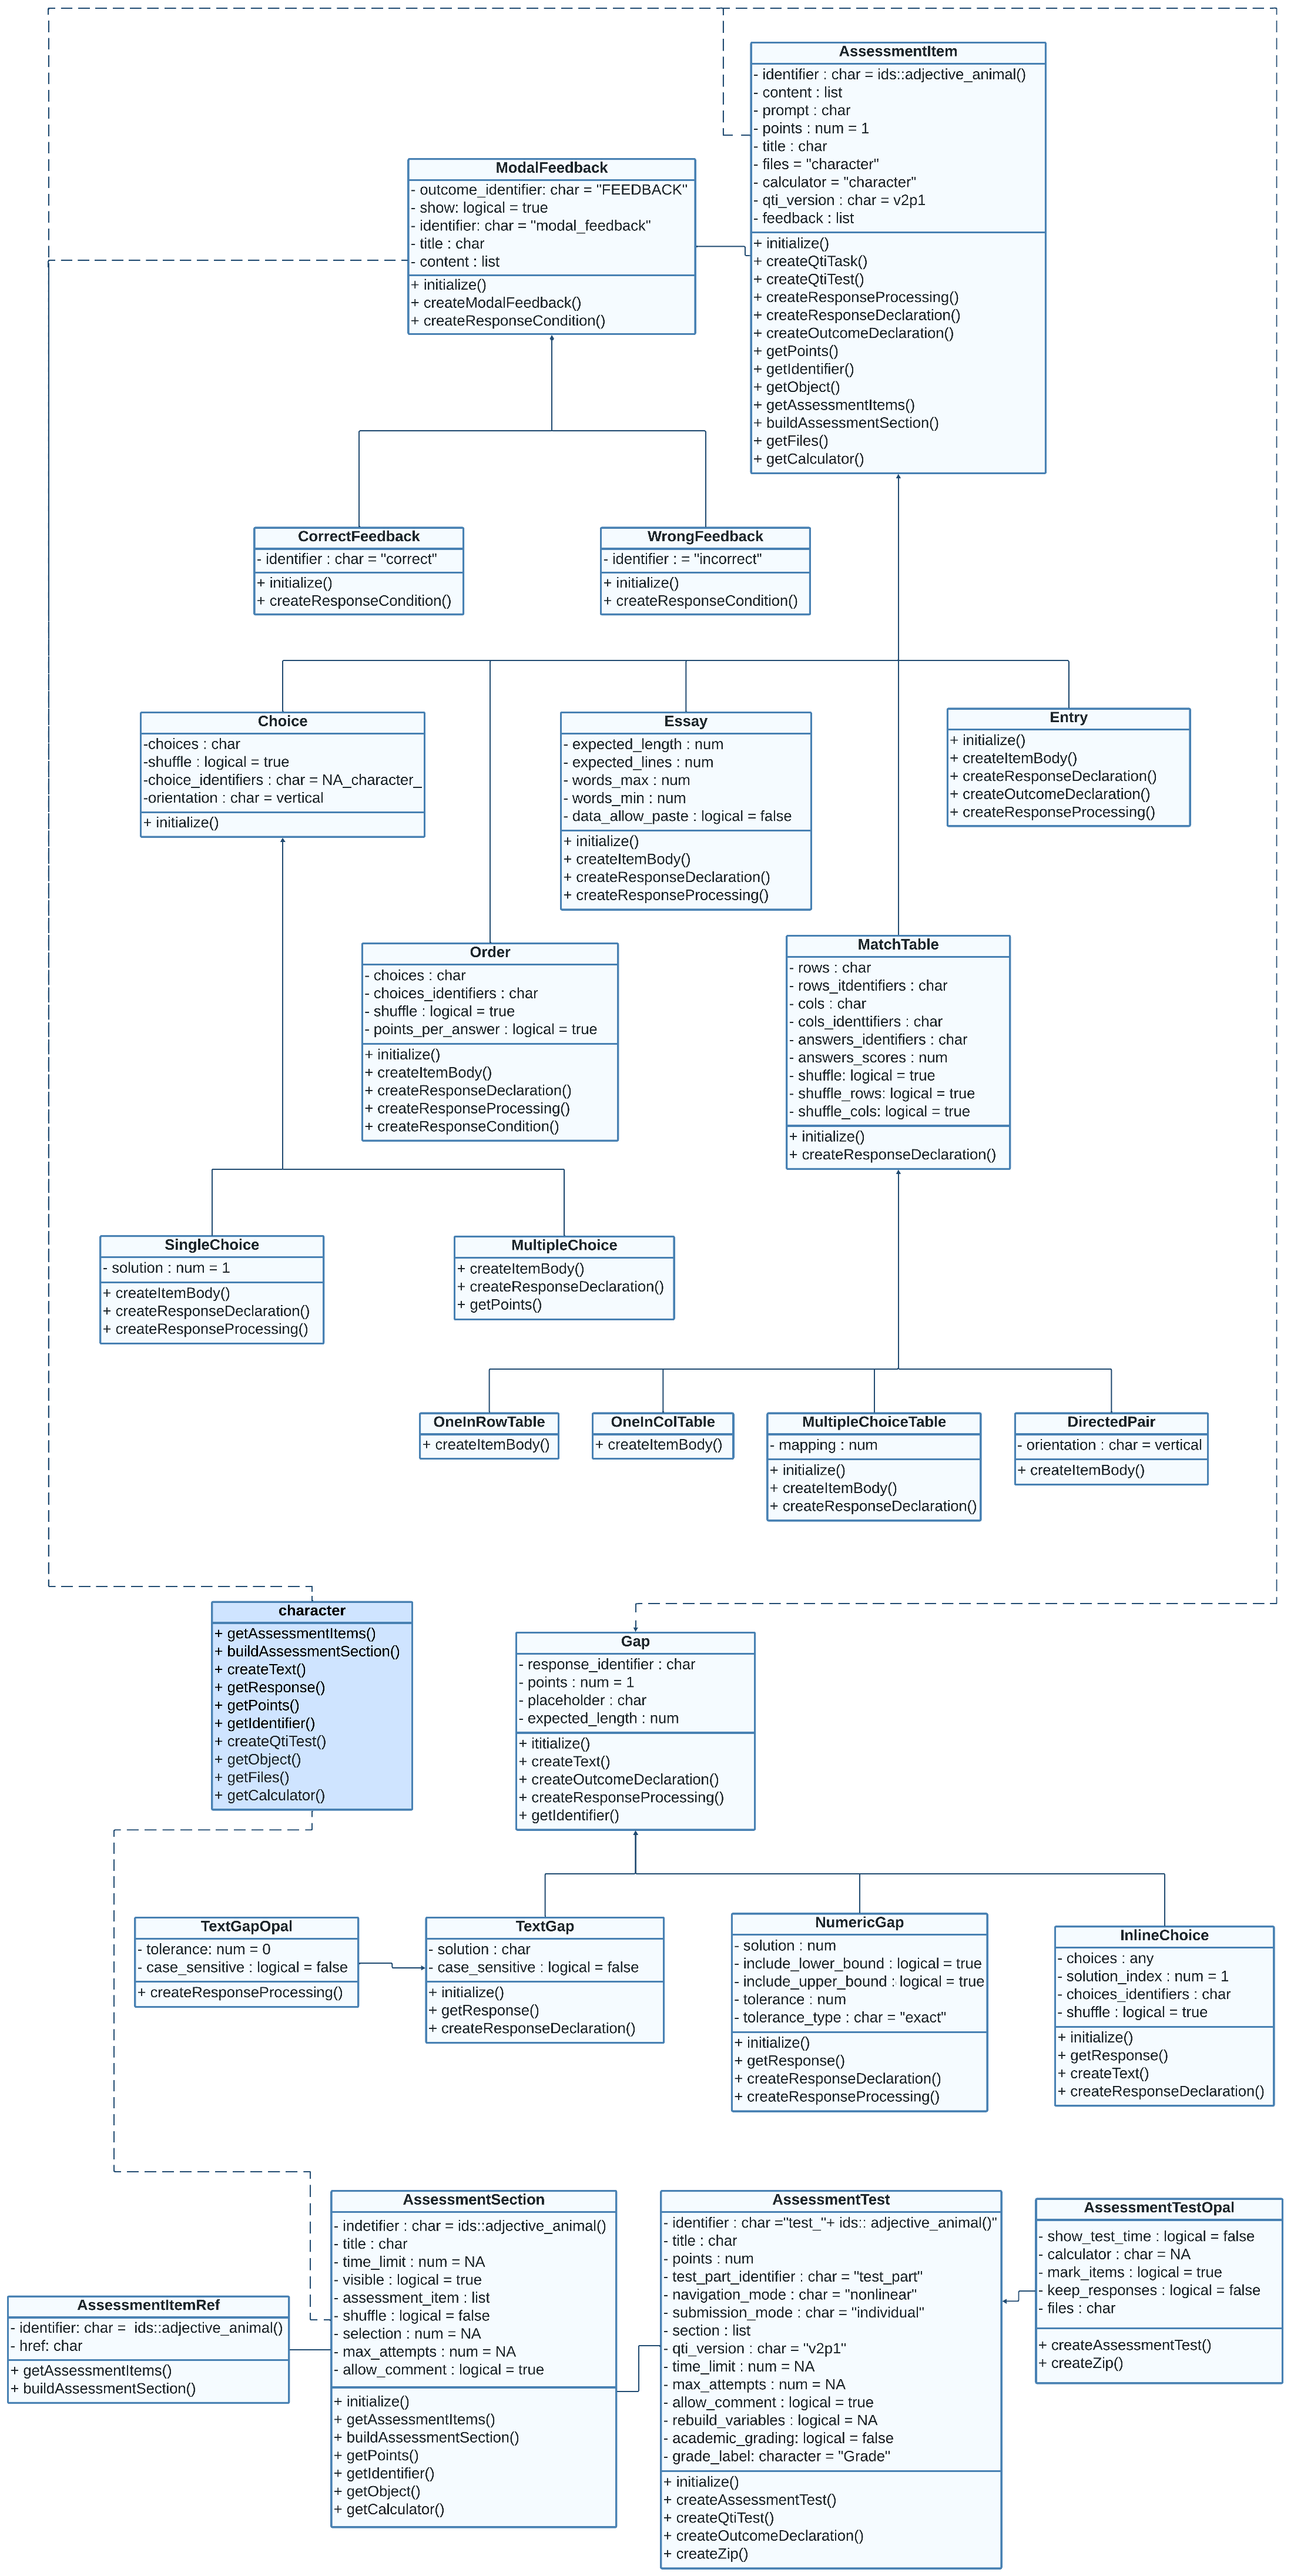 AssessmentItem
- identifier : char = ids::adjective_animal()
- content : list
- prompt : char
- points : num = 1
- title : char
- files = "character"
- calculator = "character"
- qti_version : char = v2p1
- feedback : list
+ initialize()
+ createQtiTask()
+ createQtiTest()
+ createResponseProcessing()
+ createResponseDeclaration()
+ createOutcomeDeclaration()
+ getPoints()
+ getIdentifier()
+ getObject()
+ getAssessmentItems()
+ buildAssessmentSection()
+ getFiles()
+ getCalculator()
ModalFeedback
- outcome_identifier: char = "FEEDBACK"
- show: logical = true
- identifier: char = "modal_feedback"
- title : char
- content : list
+ initialize()
+ createModalFeedback()
+ createResponseCondition()
CorrectFeedback
- identifier : char = "correct"
+ initialize()
+ createResponseCondition()
WrongFeedback
- identifier : = "incorrect"
+ initialize()
+ createResponseCondition()
Choice
-choices : char
-shuffle : logical = true
-choice_identifiers : char = NA_character_
-orientation : char = vertical
+ initialize()
Essay
- expected_length : num
- expected_lines : num
- words_max : num
- words_min : num
- data_allow_paste : logical = false
+ initialize()
+ createItemBody()
+ createResponseDeclaration()
+ createResponseProcessing()
Entry
+ initialize()
+ createItemBody()
+ createResponseDeclaration()
+ createOutcomeDeclaration()
+ createResponseProcessing()
Order
- choices : char
- choices_identifiers : char
- shuffle : logical = true
- points_per_answer : logical = true
+ initialize()
+ createItemBody()
+ createResponseDeclaration()
+ createResponseProcessing()
+ createResponseCondition()
MatchTable
- rows : char
- rows_itdentifiers : char
- cols : char
- cols_identtifiers : char
- answers_identifiers : char
- answers_scores : num
- shuffle: logical = true
- shuffle_rows: logical = true
- shuffle_cols: logical = true
+ initialize()
+ createResponseDeclaration()
SingleChoice
- solution : num = 1
+ createItemBody()
+ createResponseDeclaration()
+ createResponseProcessing()
MultipleChoice
+ createItemBody()
+ createResponseDeclaration()
+ getPoints()
OneInRowTable
+ createItemBody()
OneInColTable
+ createItemBody()
MultipleChoiceTable
- mapping : num
+ initialize()
+ createItemBody()
+ createResponseDeclaration()
DirectedPair
- orientation : char = vertical
+ createItemBody()
character
+ getAssessmentItems()
+ buildAssessmentSection()
+ createText()
+ getResponse()
+ getPoints()
+ getIdentifier()
+ createQtiTest()
+ getObject()
+ getFiles()
+ getCalculator()
Gap
- response_identifier : char
- points : num = 1
- placeholder : char
- expected_length : num
+ ititialize()
+ createText()
+ createOutcomeDeclaration()
+ createResponseProcessing()
+ getIdentifier()
TextGapOpal
- tolerance: num = 0
- case_sensitive : logical = false
+ createResponseProcessing()
TextGap
- solution : char
- case_sensitive : logical = false
+ initialize()
+ getResponse()
+ createResponseDeclaration()
NumericGap
- solution : num
- include_lower_bound : logical = true
- include_upper_bound : logical = true
- tolerance : num
- tolerance_type : char = "exact"
+ initialize()
+ getResponse()
+ createResponseDeclaration()
+ createResponseProcessing()
InlineChoice
- choices : any
- solution_index : num = 1
- choices_identifiers : char
- shuffle : logical = true
+ initialize()
+ getResponse()
+ createText()
+ createResponseDeclaration()
AssessmentItemRef
- identifier: char = ids::adjective_animal()
- href: char
+ getAssessmentItems()
+ buildAssessmentSection()
AssessmentSection
- indetifier : char = ids::adjective_animal()
- title : char
- time_limit : num = NA
- visible : logical = true
- assessment_item : list
- shuffle : logical = false
- selection : num = NA
- max_attempts : num = NA
- allow_comment : logical = true
+ initialize()
+ getAssessmentItems()
+ buildAssessmentSection()
+ getPoints()
+ getIdentifier()
+ getObject()
+ getCalculator()
AssessmentTest
- identifier : char ="test_"+ ids:: adjective_animal()"
- title : char
- points : num
- test_part_identifier : char = "test_part"
- navigation_mode : char = "nonlinear"
- submission_mode : char = "individual"
- section : list
- qti_version : char = "v2p1"
- time_limit : num = NA
- max_attempts : num = NA
- allow_comment : logical = true
- rebuild_variables : logical = NA
- academic_grading: logical = false
- grade_label: character = "Grade"
+ initialize()
+ createAssessmentTest()
+ createQtiTest()
+ createOutcomeDeclaration()
+ createZip()
AssessmentTestOpal
- show_test_time : logical = false
- calculator : char = NA
- mark_items : logical = true
- keep_responses : logical = false
- files : char
+ createAssessmentTest()
+ createZip()